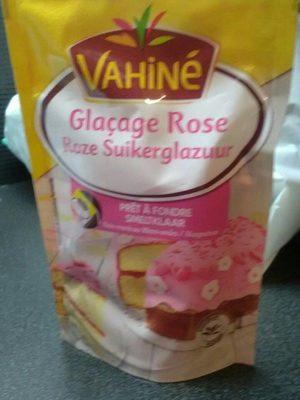 VAHINÉ
Glaçage Rose
Roze Suikerglazuur
PRÊT À FONDRE
SMELTKLAAR